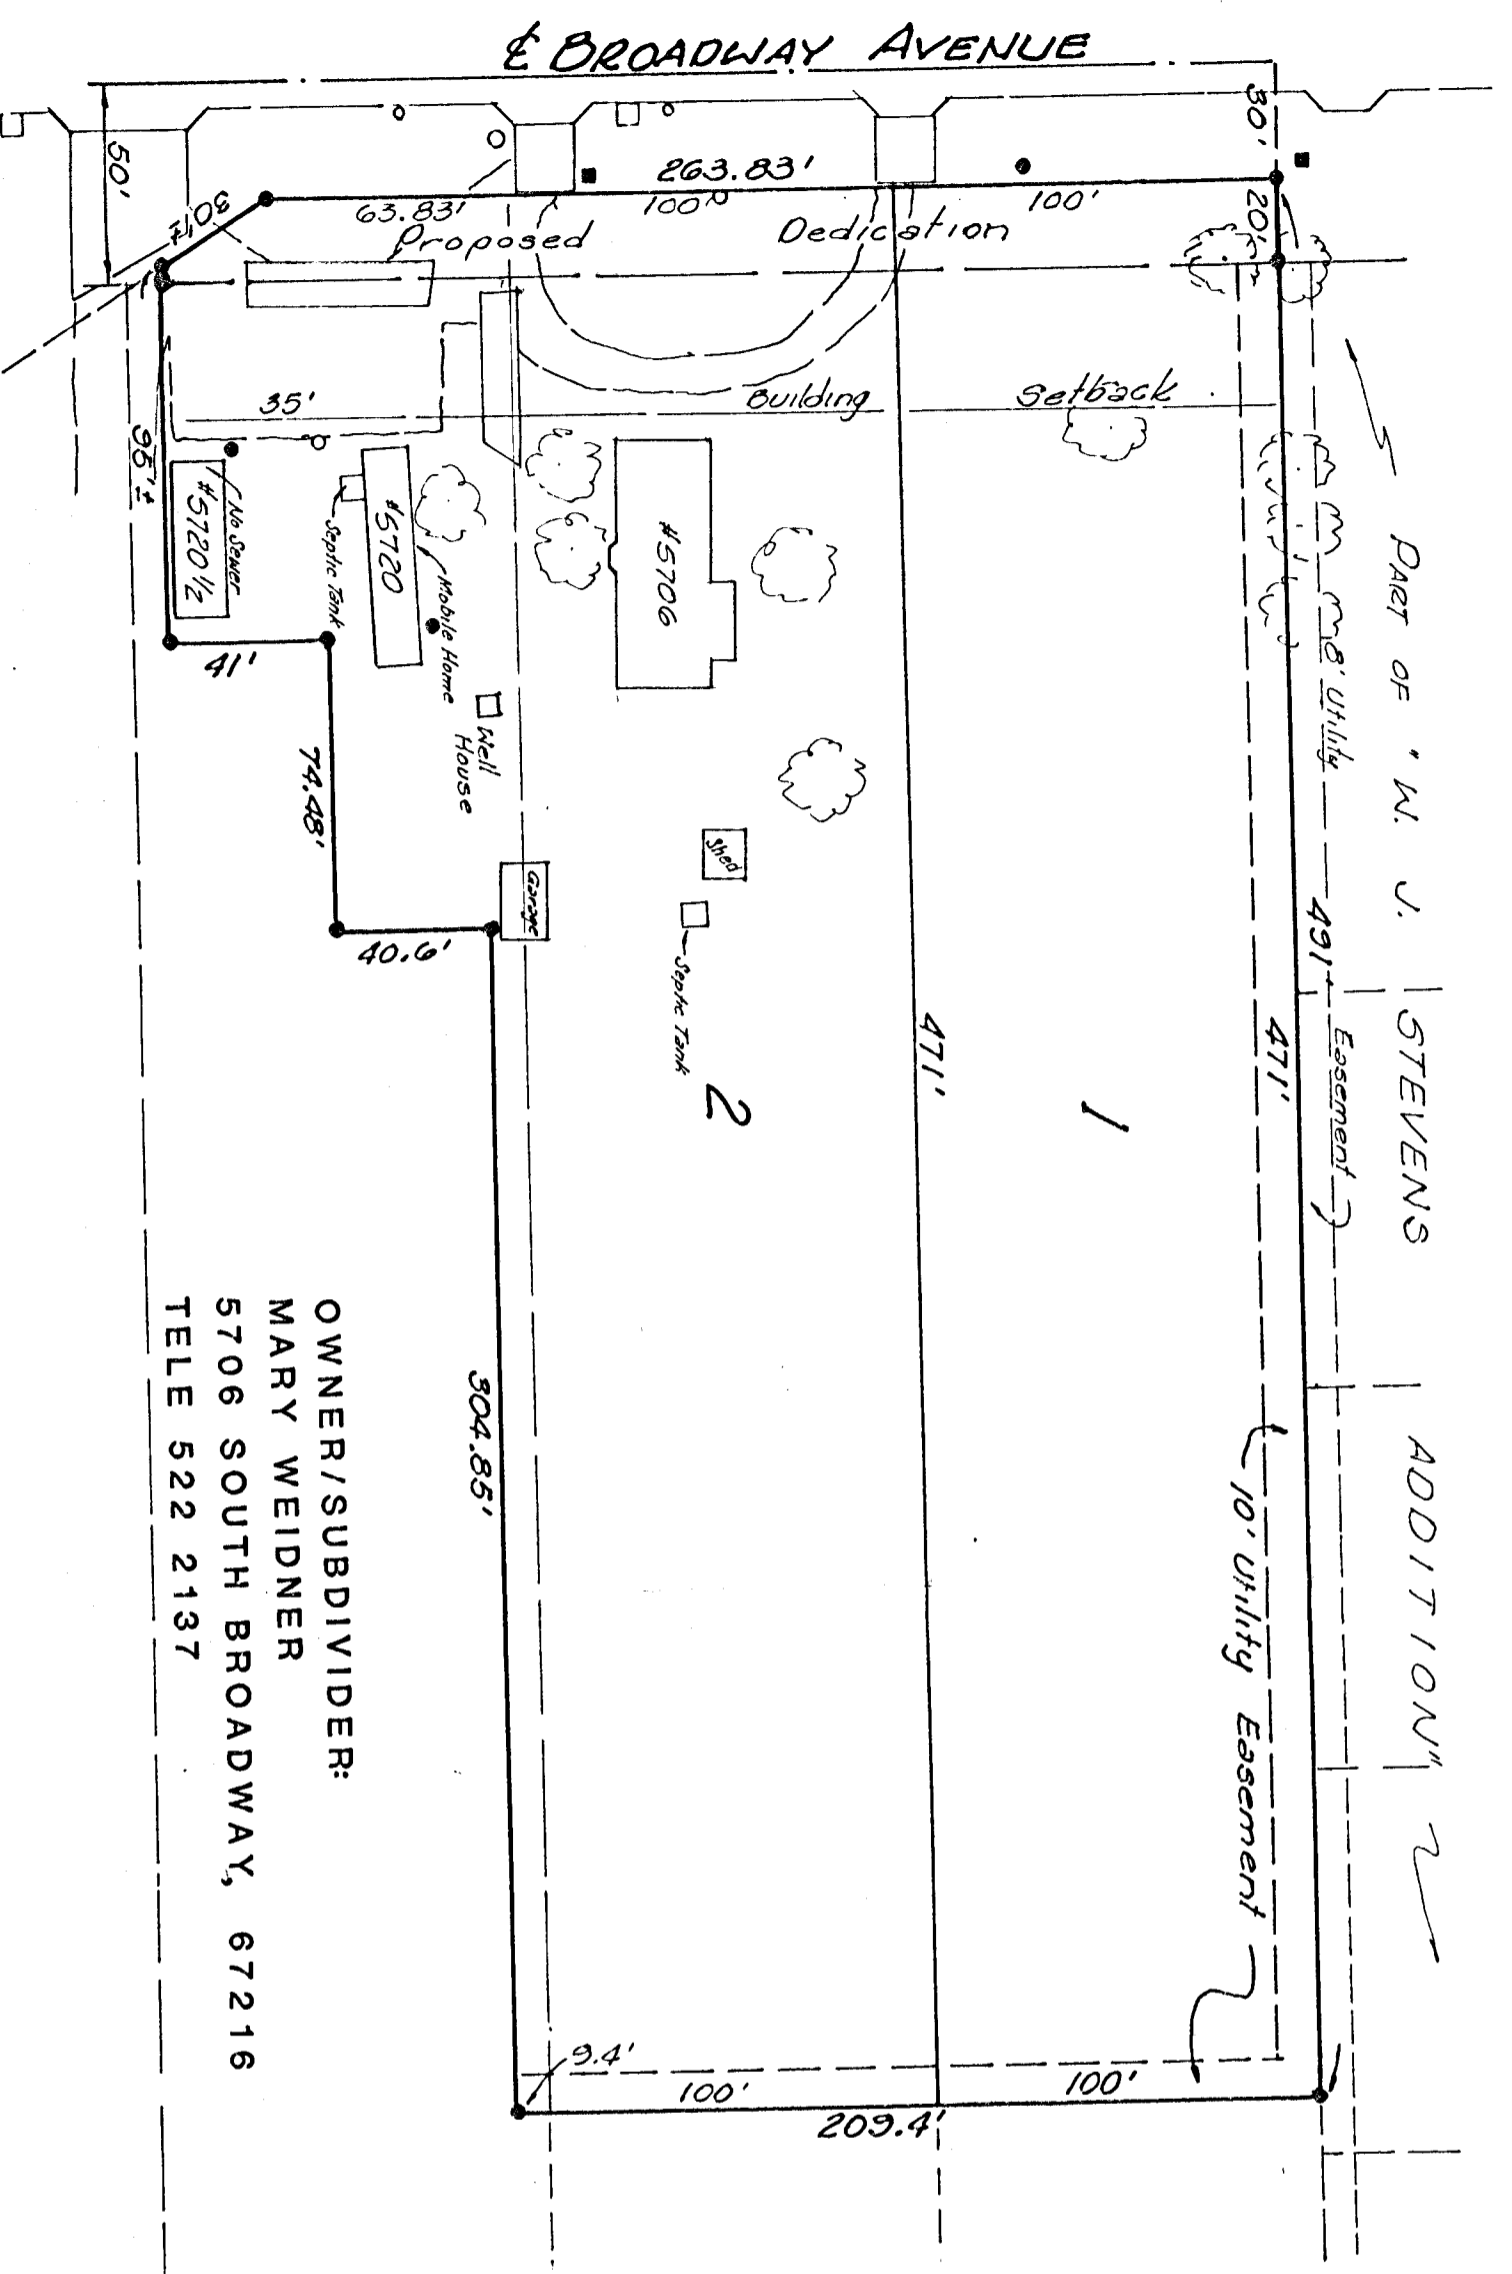 ℄ BROADWAY AVENUE
30'
50'
263.83'
20'
30'±
63.83'
100'
100'
Proposed Dedication
35'
Building Setback
95'±
#5720 1/2
No Sewer
Septic Tank
#5720
Mobile Home
#5706
8' Utility
Easement
PART OF "W. J. STEVENS ADDITION"
41'
74.48'
Well
House
Shed
Garage
40.6'
Septic Tank
491'
471'
471'
1
2
304.85'
10' Utility Easement
OWNER/SUBDIVIDER:
MARY WEIDNER
5706 SOUTH BROADWAY, 67216
TELE 522 2137
9.4'
100'
100'
209.4'